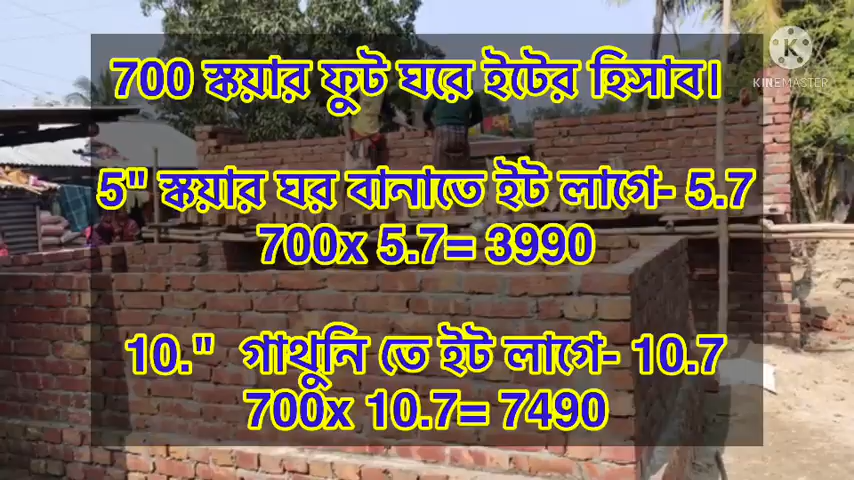 700 স্কয়ার ফুট ঘরে ইটের হিসাব।
KINEMASTER
5" স্কয়ার ঘর বানাতে ইট লাগে- 5.7
700x 5.7= 3990
10." গাথুনি তে ইট লাগে- 10.7
700x 10.7= 7490